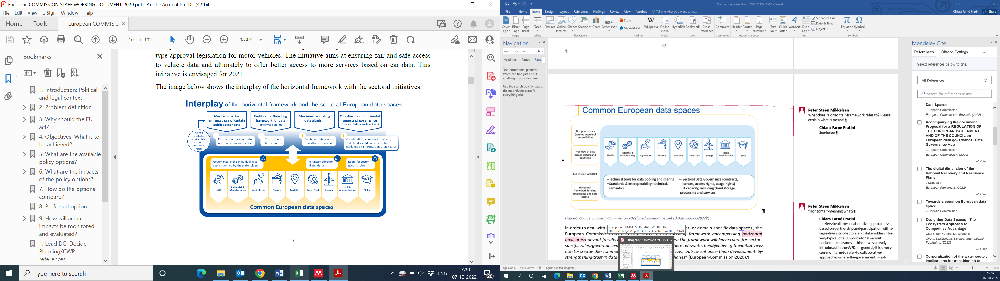 European COMMISSION STAFF WORKING DOCUMENT_2020.pdf - Adobe Acrobat Pro DC (32-bit)
File Edit View E-Sign Window Help
Home Tools European COMMIS... ×
10 / 102 98,4%
Bookmarks
1. Introduction: Political
and legal context
2. Problem definition
3. Why should the EU
act?
4. Objectives: What is to
be achieved?
5. What are the available
policy options?
6. What are the impacts
of the policy options?
7. How do the options
compare?
8. Preferred option
9. How will actual
impacts be monitored
and evaluated?
1. Lead DG, Decide
Planning/CWP
references
type approval legislation for motor vehicles. The initiative aims at ensuring fair and safe access
to vehicle data and ultimately to offer better access to more services based on car data. This
initiative is envisaged for 2021.
The image below shows the interplay of the horizontal framework with the sectoral initiatives.
Interplay of the horizontal framework and the sectoral European data spaces
Mechanisms for
enhanced use of certain
public sector data
Certification/labelling
framework for data
intermediaries
Measures facilitating
data altruism
Coordination of horizontal
aspects of governance
(European Data Innovation Board)
Building
blocks for
individual data
spaces to
establish
faster
Easy access & secure data
processing environments
Trusted data
intermediaries
Safety for data shared
on altruistic grounds
Coordination of national practices,
stakeholder & MS representation,
guidance on prioritisation of standards
Governance of the individual data
spaces defined by the stakeholders
Voluntary adoption
of standards
Room for sector-
specific rules
Health
Industrial &
Manufacturing
Agriculture
Finance
Mobility
Green Deal
Energy
Public
Administration
Skills
Common European data spaces
7
Type here to search
ENG
17:39
07-10-2022
20
Conceptual note_Draft_ CFF_2022-10-05 - Word
File Home Insert Design Layout References Mailings Review View Acrobat Tell me what you want to do...
Chiara Farné Fratini Share
Cover
Page
Blank
Page
Page
Break
Table
Pictures
Online
Pictures
Shapes
SmartArt
Chart
Screenshot
Store
My Add-ins
Wikipedia
Online
Video
Hyperlink
Bookmark
Cross-
reference
Comment
Header
Footer
Page
Number
Text
Box
Quick
Parts
WordArt
Drop
Cap
Signature Line
Date & Time
Object
Equation
Symbol
Pages Tables Illustrations Add-ins Media Links Comments Header & Footer Text Symbols
Navigation
Search document
Headings Pages Resu
Text, comments, pictures...
Word can find just about
anything in your document.
Use the search box for text or
the magnifying glass for
everything else.
5¶
¶
Common European data spaces
Rich pool of data
(varying degree of
accessibility)
Free flow of data
across sectors and
countries
Full respect of GDPR
Horizontal
framework for data
governance and data
access
Health
Industrial &
Manufacturing
Agriculture
Finance
Mobility
Green Deal
Energy
Public
Administration
Skills
– Technical tools for data pooling and sharing
– Standards & interoperability (technical,
semantic)
– Sectoral Data Governance (contracts,
licenses, access rights, usage rights)
– IT capacity, including cloud storage,
processing and services
¶
Figure·1.·Source:·European·Commission·2022(cited·in·Real-time·Linked·Dataspaces,·2022)¶
In·order·to·deal·with·t
or-·or·domain-specific·data·spaces·,·the·
European· Commission· has· also· developed· "an· overarching· framework· encompassing· horizontal·
measures·relevant·for·all·c
s.·The·framework·will·leave·room·for·sector-
specific·rules,·governance·m
here·relevant.·The·objective·of·the·initiative·is·
not· to· create· the· common·
law,· but· to· enhance· their· development· by·
strengthening·trust·in·data·
iaries"·(European·Commission·2020).¶
European COMMISSION STAFF WORKING
DOCUMENT_2020.pdf - Adobe Acrobat Pro DC (32-bit)
European COMMISSION STAFF ...
Peter Steen Mikkelsen
What·does·"Horizontal"·framework·refer·to?·Please·
explain·what·is·meant!¶
Chiara Farné Fratini
See·below¶
Peter Steen Mikkelsen
"Horizontal"·meaning·what?¶
Chiara Farné Fratini
It·refers·to·all·the·collaborative·approaches·
based·on·partnership·and·participation·with·a·
large·diversity·of·actors·and·stakeholders.·It·is·
very·typical·of·a·EU·policy·to·talk·about·
horizontal·measures.·I·think·it·was·already·
introduced·in·the·WFD.·In·general,·it·is·a·very·
common·term·to·refer·to·collaborative·
approaches·where·the·government·is·not·
Mendeley Cite
References Citation Settings ...
Select references below to cite.
All References
Search for references to add...
Data Spaces
European Commission
European Commission, Brussels (2022)
Accompanying the document
Proposal for a REGULATION OF
THE EUROPEAN PARLIAMENT
AND OF THE COUNCIL on
European data governance (Data
Governance Act)
European Commission
European Commission, (2020)
✓ Cited
The digital dimension of the
National Recovery and Resilience
Plans
Lilyanova V
European Parliament, (2022)
✓ Cited
Towards a common European data
space
European Commission
Designing Data Spaces - The
Ecosystem Approach to
Competitive Advantage
Otto B, ten Hompel M, Wrobel S
Cham, Switzerland, Springer International
Publishing, (2022)
✓ Cited
Corporatization of the water sector:
Implications for transitioning to
Page 6 of 17 5394 words English (United Kingdom)
126 %
17:39
07-10-2022